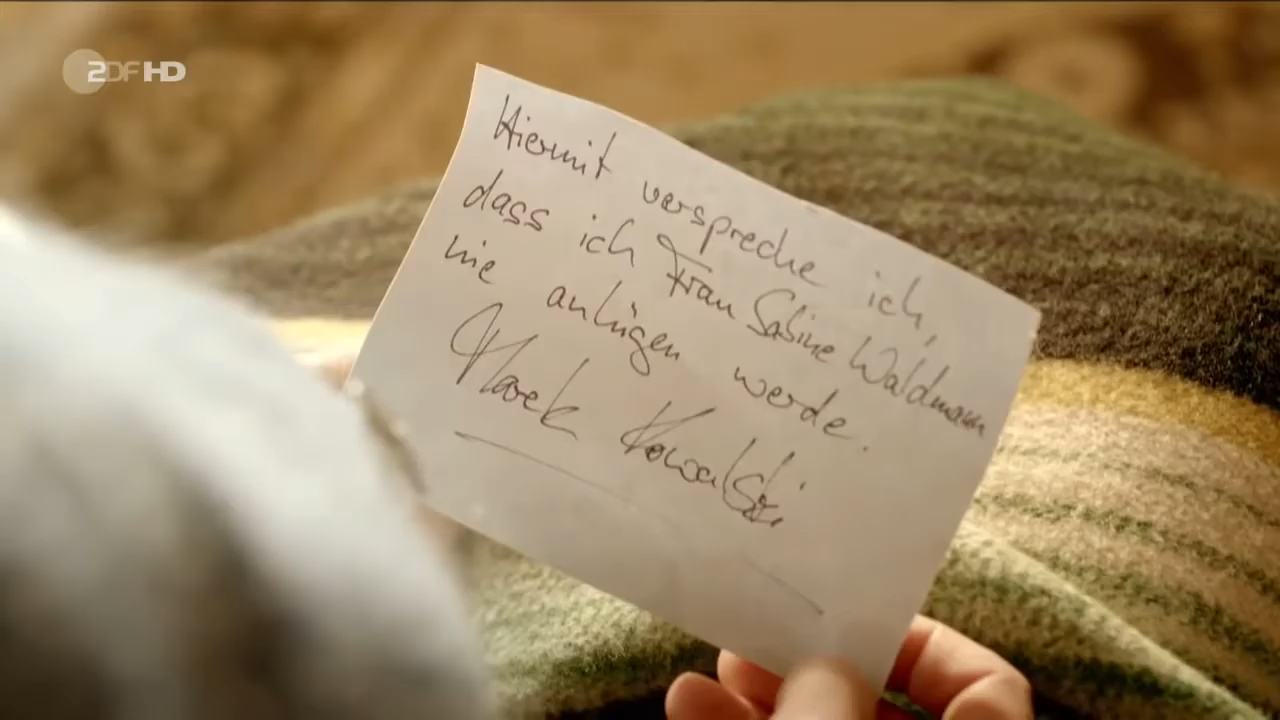 ZDF HD
Hiermit verspreche ich,
dass ich Frau Sabine Waldmann
nie anlügen werde.
Marek Kowalski